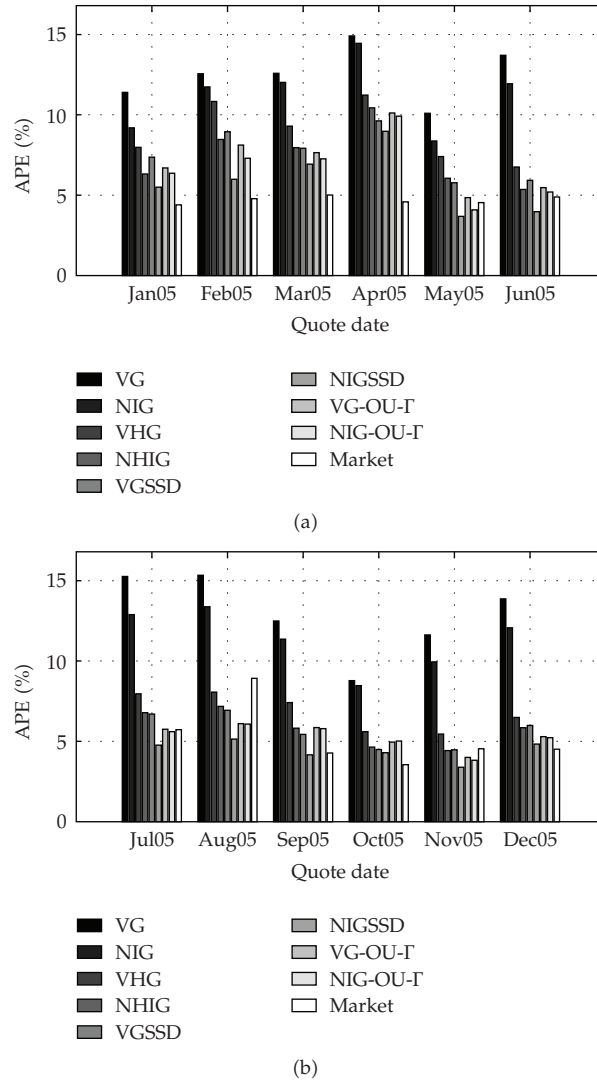 15
10
5
0
APE (%)
Jan05 Feb05 Mar05 Apr05 May05 Jun05
Quote date
VG
NIG
VHG
NHIG
VGSSD
NIGSSD
VG-OU-Γ
NIG-OU-Γ
Market
(a)
15
10
5
0
APE (%)
Jul05 Aug05 Sep05 Oct05 Nov05 Dec05
Quote date
VG
NIG
VHG
NHIG
VGSSD
NIGSSD
VG-OU-Γ
NIG-OU-Γ
Market
(b)